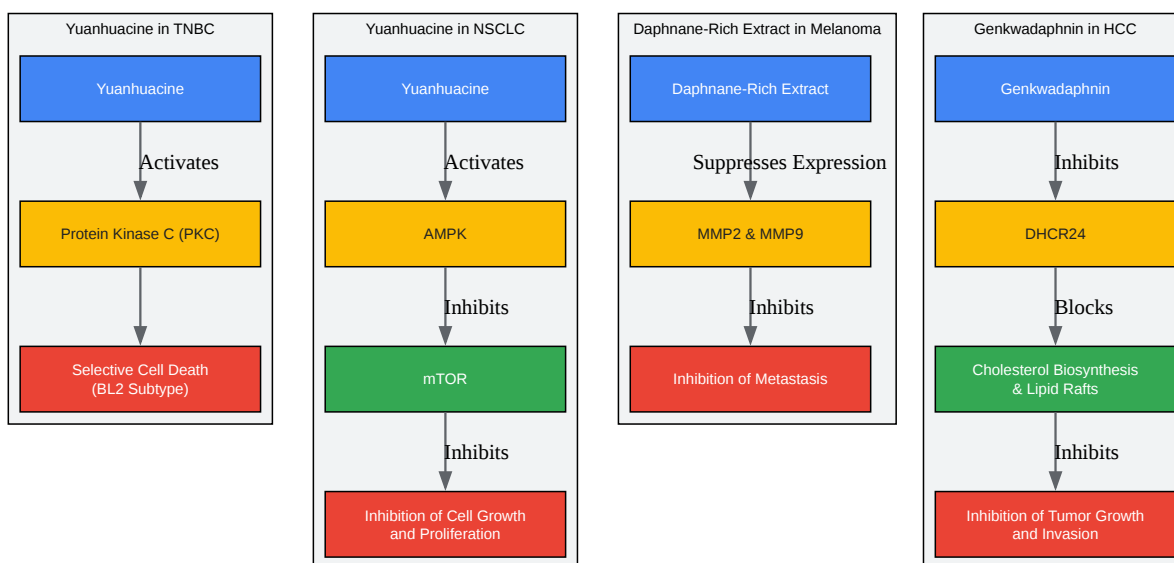 Yuanhuacine in TNBC
Yuanhuacine
Activates
Protein Kinase C (PKC)
Selective Cell Death
(BL2 Subtype)
Yuanhuacine in NSCLC
Yuanhuacine
Activates
AMPK
Inhibits
mTOR
Inhibits
Inhibition of Cell Growth
and Proliferation
Daphnane-Rich Extract in Melanoma
Daphnane-Rich Extract
Suppresses Expression
MMP2 & MMP9
Inhibits
Inhibition of Metastasis
Genkwadaphnin in HCC
Genkwadaphnin
Inhibits
DHCR24
Blocks
Cholesterol Biosynthesis
& Lipid Rafts
Inhibits
Inhibition of Tumor Growth
and Invasion